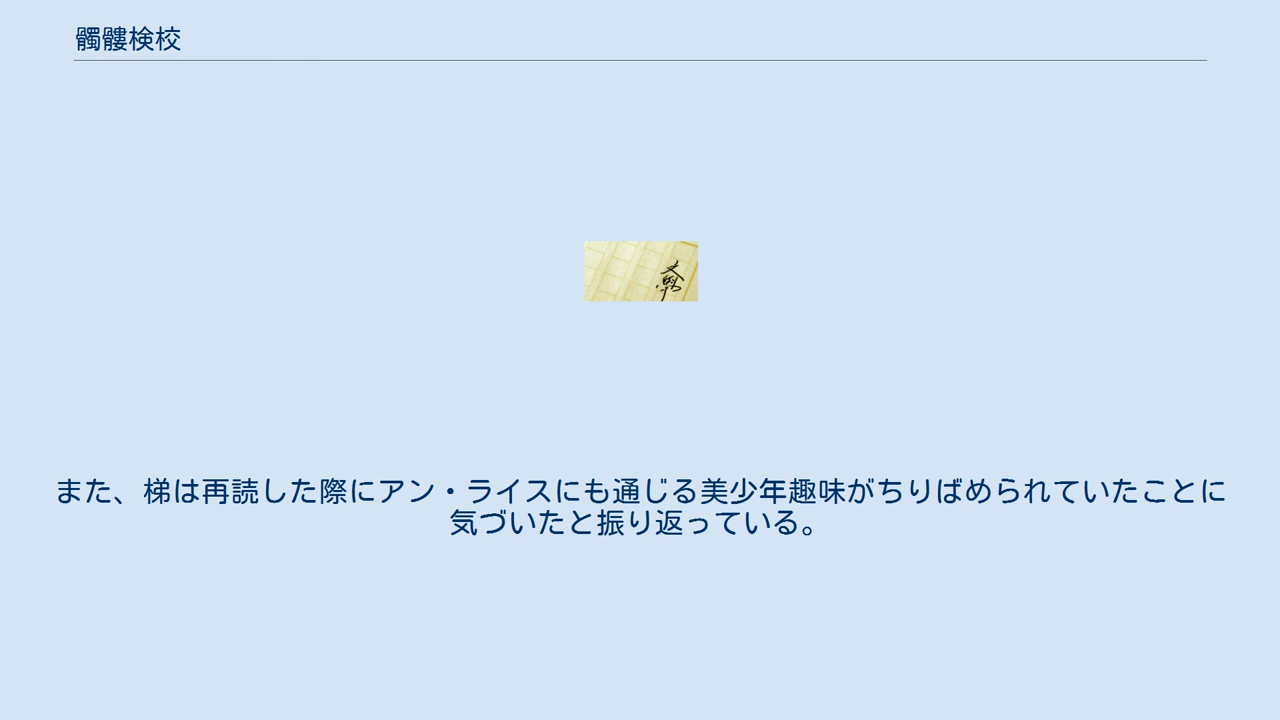 髑髏検校
また、梯は再読した際にアン・ライスにも通じる美少年趣味がちりばめられていたことに
気づいたと振り返っている。